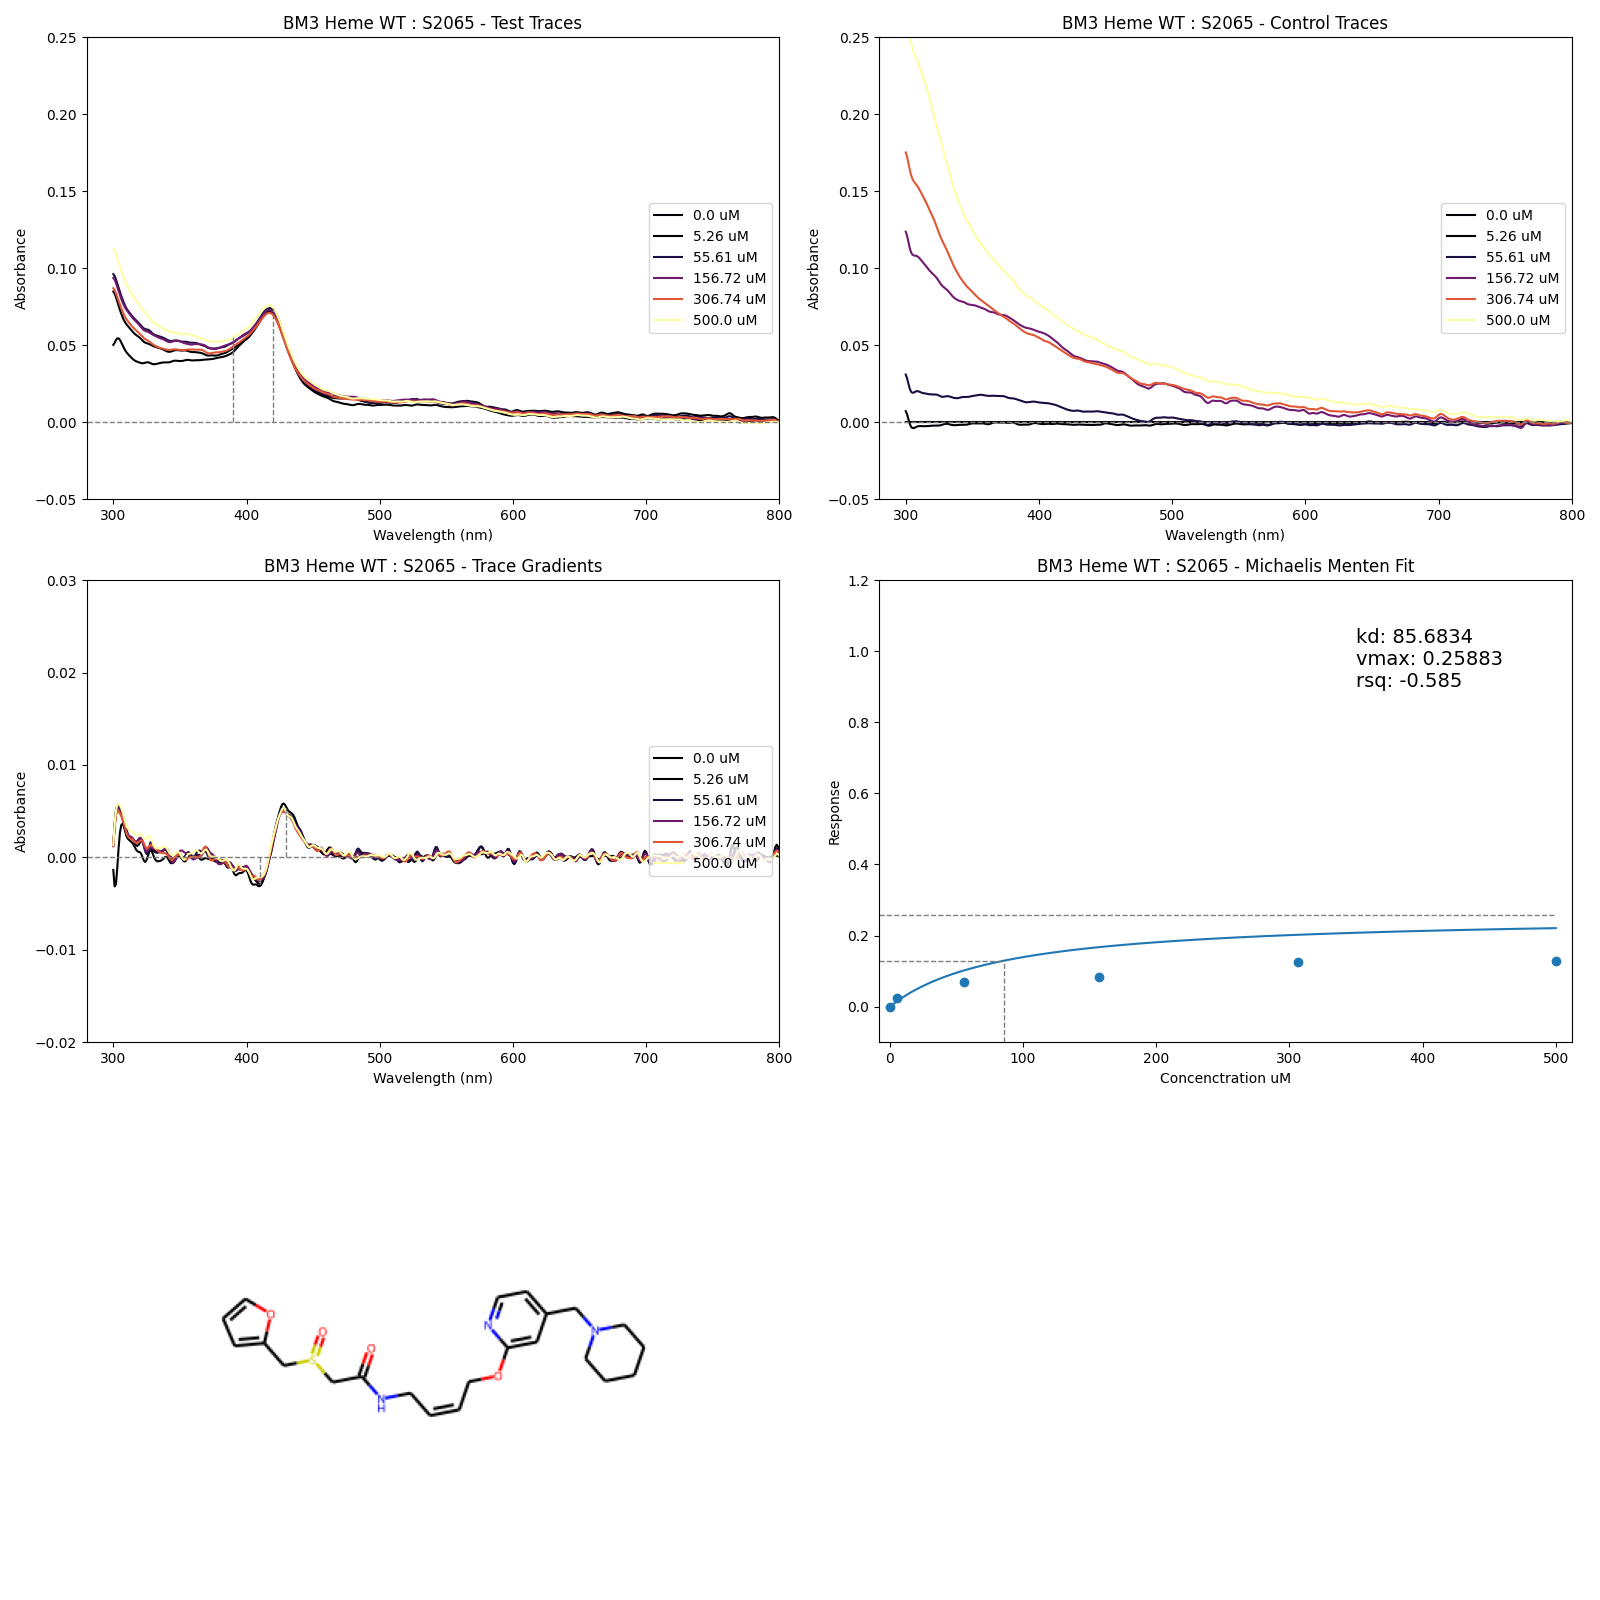 BM3 Heme WT : S2065 - Test Traces
0.25
0.20
0.15
0.10
0.05
0.00
−0.05
Absorbance
300 400 500 600 700 800
Wavelength (nm)
0.0 uM
5.26 uM
55.61 uM
156.72 uM
306.74 uM
500.0 uM
BM3 Heme WT : S2065 - Control Traces
0.25
0.20
0.15
0.10
0.05
0.00
−0.05
Absorbance
300 400 500 600 700 800
Wavelength (nm)
0.0 uM
5.26 uM
55.61 uM
156.72 uM
306.74 uM
500.0 uM
BM3 Heme WT : S2065 - Trace Gradients
0.03
0.02
0.01
0.00
−0.01
−0.02
Absorbance
300 400 500 600 700 800
Wavelength (nm)
0.0 uM
5.26 uM
55.61 uM
156.72 uM
306.74 uM
500.0 uM
BM3 Heme WT : S2065 - Michaelis Menten Fit
1.2
1.0
0.8
0.6
0.4
0.2
0.0
Response
kd: 85.6834
vmax: 0.25883
rsq: -0.585
0 100 200 300 400 500
Concenctration uM
O
O
S
O
N
H
O
N
N